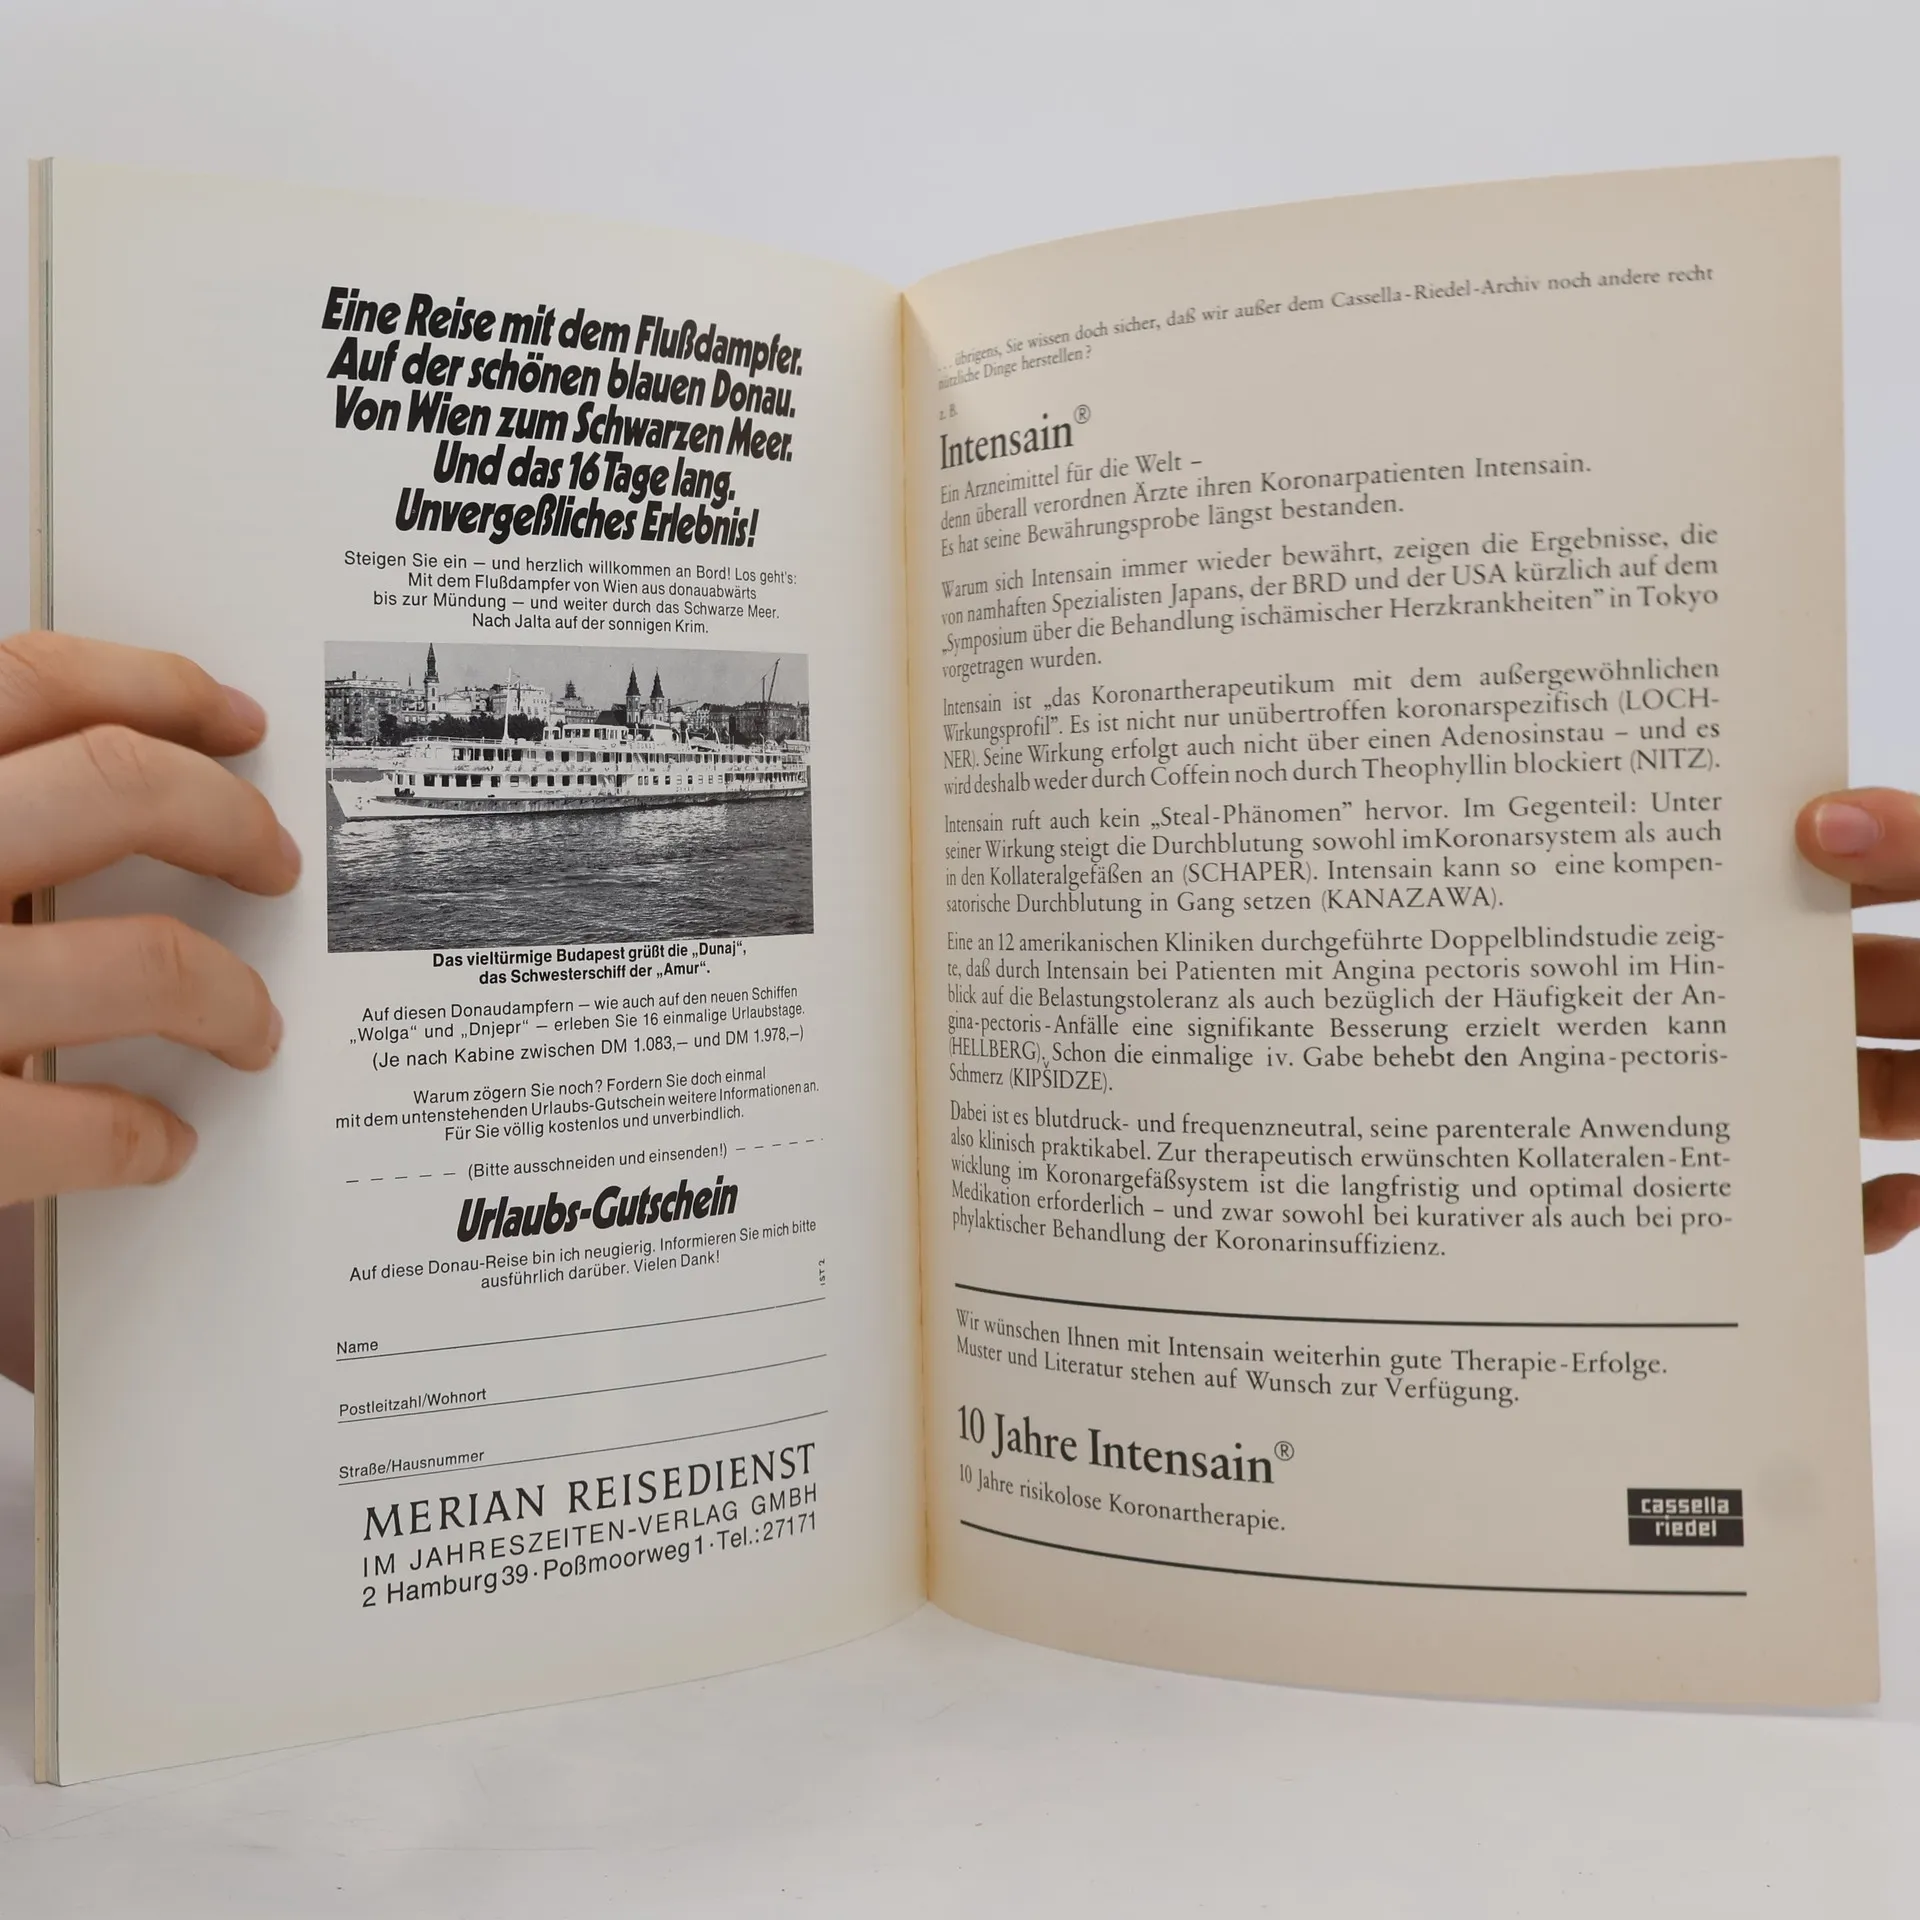 Eine Reise mit dem Flußdampfer.
Auf der schönen blauen Donau.
Von Wien zum Schwarzen Meer.
Und das 16 Tage lang.
Unvergeßliches Erlebnis!
Steigen Sie ein – und herzlich willkommen an Bord! Los geht's:
Mit dem Flußdampfer von Wien aus donauabwärts
bis zur Mündung – und weiter durch das Schwarze Meer.
Nach Jalta auf der sonnigen Krim.
Das vieltürmige Budapest grüßt die „Dunaj“,
das Schwesterschiff der „Amur“.
Auf diesen Donaudampfern – wie auch auf den neuen Schiffen
„Wolga“ und „Dnjepr“ – erleben Sie 16 einmalige Urlaubstage.
(Je nach Kabine zwischen DM 1.083,– und DM 1.978,–)
Warum zögern Sie noch? Fordern Sie doch einmal
mit dem untenstehenden Urlaubs-Gutschein weitere Informationen an.
Für Sie völlig kostenlos und unverbindlich.
– – – – – (Bitte ausschneiden und einsenden!) – – – – –
Urlaubs-Gutschein
Auf diese Donau-Reise bin ich neugierig. Informieren Sie mich bitte
ausführlich darüber. Vielen Dank!
IST 2
Name
Postleitzahl/Wohnort
Straße/Hausnummer
MERIAN REISEDIENST
IM JAHRESZEITEN-VERLAG GMBH
2 Hamburg 39 · Poßmoorweg 1 · Tel.: 27171
... übrigens, Sie wissen doch sicher, daß wir außer dem Cassella-Riedel-Archiv noch andere recht
nützliche Dinge herstellen?
z. B.
Intensain®
Ein Arzneimittel für die Welt –
denn überall verordnen Ärzte ihren Koronarpatienten Intensain.
Es hat seine Bewährungsprobe längst bestanden.
Warum sich Intensain immer wieder bewährt, zeigen die Ergebnisse, die
von namhaften Spezialisten Japans, der BRD und der USA kürzlich auf dem
„Symposium über die Behandlung ischämischer Herzkrankheiten” in Tokyo
vorgetragen wurden.
Intensain ist „das Koronartherapeutikum mit dem außergewöhnlichen
Wirkungsprofil”. Es ist nicht nur unübertroffen koronarspezifisch (LOCH-
NER). Seine Wirkung erfolgt auch nicht über einen Adenosinstau – und es
wird deshalb weder durch Coffein noch durch Theophyllin blockiert (NITZ).
Intensain ruft auch kein „Steal-Phänomen” hervor. Im Gegenteil: Unter
seiner Wirkung steigt die Durchblutung sowohl im Koronarsystem als auch
in den Kollateralgefäßen an (SCHAPER). Intensain kann so eine kompen-
satorische Durchblutung in Gang setzen (KANAZAWA).
Eine an 12 amerikanischen Kliniken durchgeführte Doppelblindstudie zeig-
te, daß durch Intensain bei Patienten mit Angina pectoris sowohl im Hin-
blick auf die Belastungstoleranz als auch bezüglich der Häufigkeit der An-
gina-pectoris-Anfälle eine signifikante Besserung erzielt werden kann
(HELLBERG). Schon die einmalige iv. Gabe behebt den Angina-pectoris-
Schmerz (KIPŠIDZE).
Dabei ist es blutdruck- und frequenzneutral, seine parenterale Anwendung
also klinisch praktikabel. Zur therapeutisch erwünschten Kollateralen-Ent-
wicklung im Koronargefäßsystem ist die langfristig und optimal dosierte
Medikation erforderlich – und zwar sowohl bei kurativer als auch bei pro-
phylaktischer Behandlung der Koronarinsuffizienz.
Wir wünschen Ihnen mit Intensain weiterhin gute Therapie-Erfolge.
Muster und Literatur stehen auf Wunsch zur Verfügung.
10 Jahre Intensain®
10 Jahre risikolose Koronartherapie.
cassella
riedel